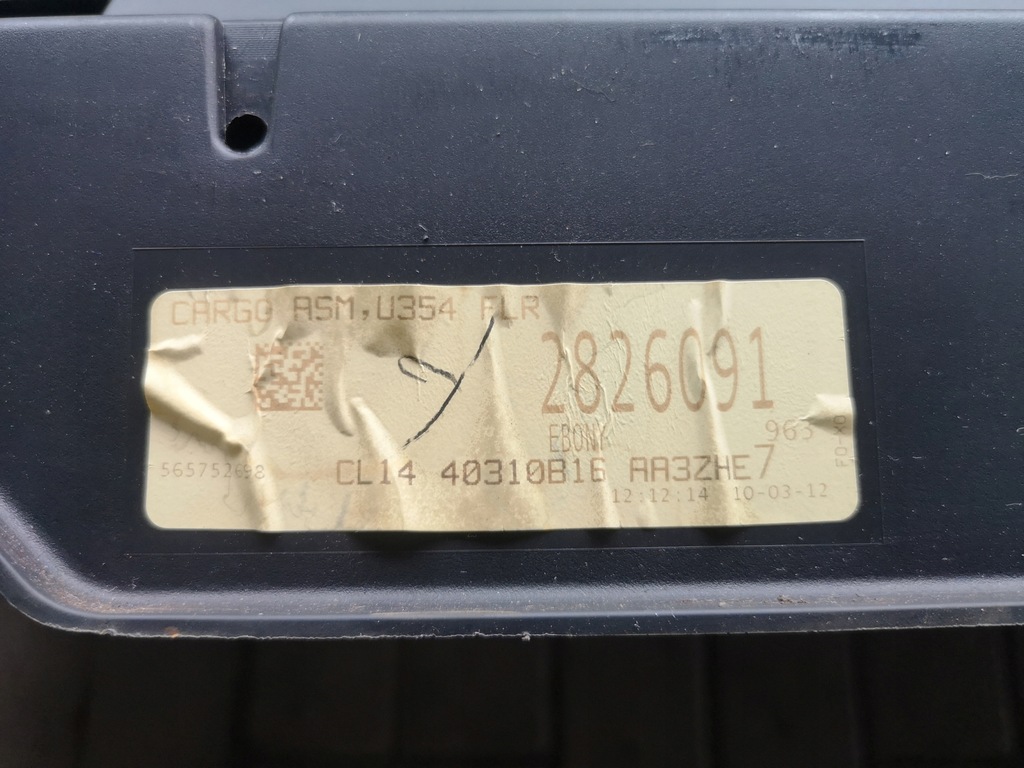 CARGO ASM,U354 FLR
2826091
EBONY
963
565752698
CL14 40310B16 AA3ZHE7
12:12:14 10-03-12